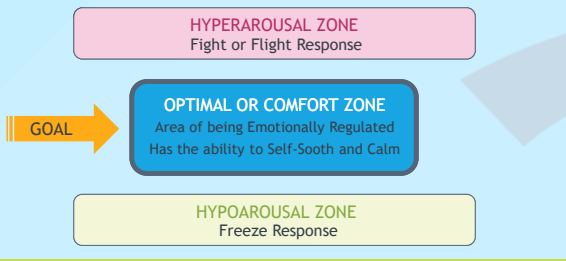 HYPERAROUSAL ZONE
Fight or Flight Response
OPTIMAL OR COMFORT ZONE
GOAL
Area of being Emotionally Regulated
Has the ability to Self-Sooth and Calm
HYPOAROUSAL ZONE
Freeze Response